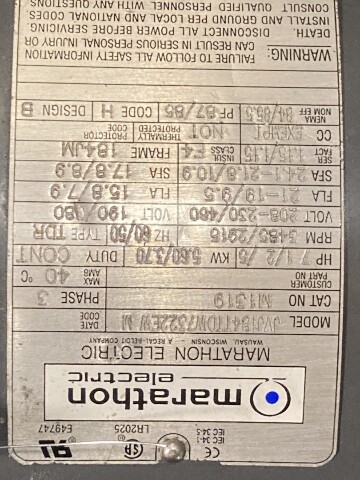 IEC 34-1
IEC 34-5
CE
LR2025
E49747
marathon
electric
MARATHON ELECTRIC
WAUSAU, WISCONSIN A REGAL-BELOIT COMPANY
MODEL DATE CODE
CAT NO M11319 PHASE 3
CUSTOMER PART NO MAX AMB 40 °C
HP 7 1/2 / 5 KW 5.60/3.70 DUTY CONT
RPM 3485/2915 HZ 60/50 TYPE TDR
VOLT 208-230/460 VOLT 190/380
FLA 21-19/9.5 FLA 15.8/7.9
SFA 24.1-21.8/10.9 SFA 17.8/8.9
SER FACT 1.15/1.15 INSUL CLASS F4 FRAME 184JM
CC EXEMPT NOT THERMALLY PROTECTED PROTECTOR CODE
NEMA NOM EFF 84/85.5 PF 87/85 CODE H DESIGN B
WARNING: FAILURE TO FOLLOW ALL SAFETY INFORMATION
CAN RESULT IN SERIOUS PERSONAL INJURY OR
DEATH. DISCONNECT ALL POWER BEFORE SERVICING.
INSTALL AND GROUND PER LOCAL AND NATIONAL CODES.
CONSULT QUALIFIED PERSONNEL WITH ANY QUESTIONS